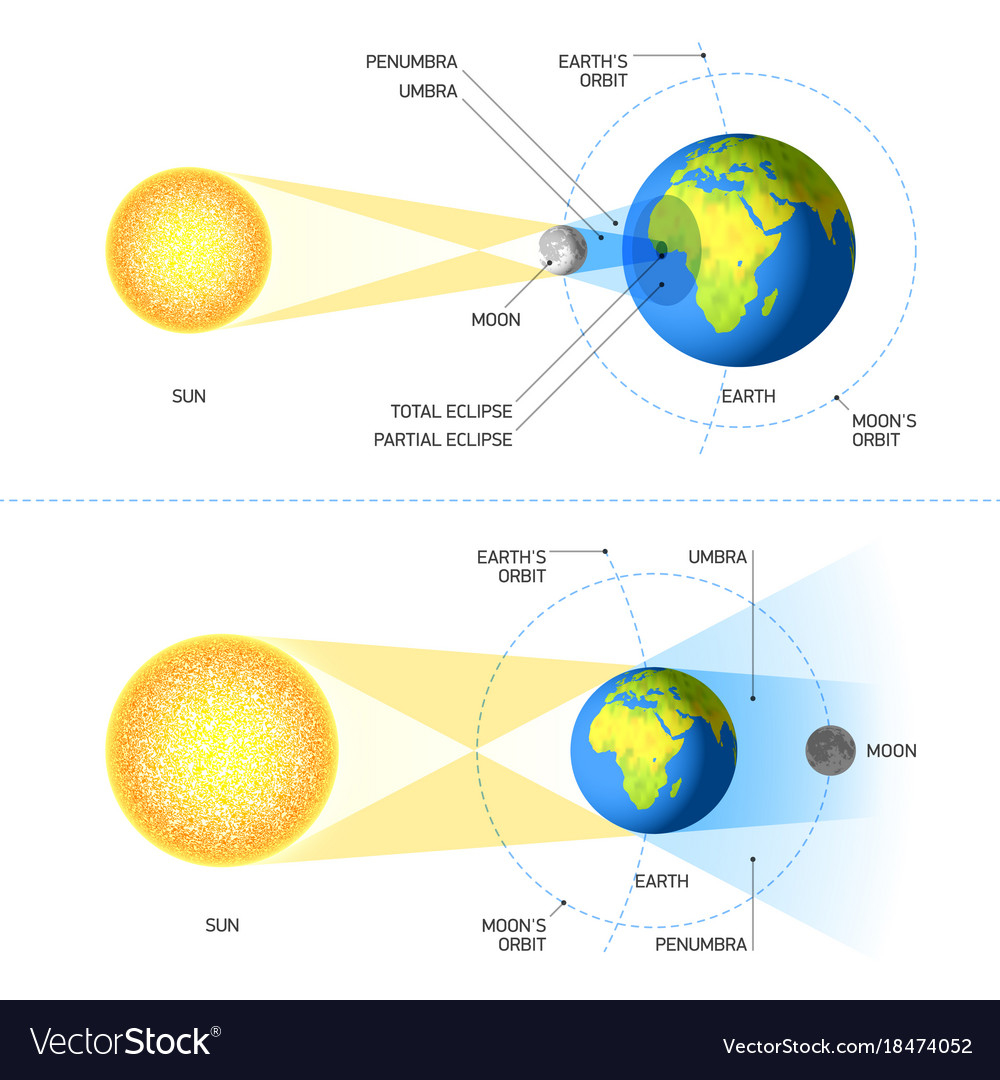 PENUMBRA
UMBRA
EARTH'S
ORBIT
MOON
SUN
TOTAL ECLIPSE
PARTIAL ECLIPSE
EARTH
MOON'S
ORBIT
EARTH'S
ORBIT
UMBRA
MOON
EARTH
SUN
MOON'S
ORBIT
PENUMBRA
VectorStock®
VectorStock.com/18474052